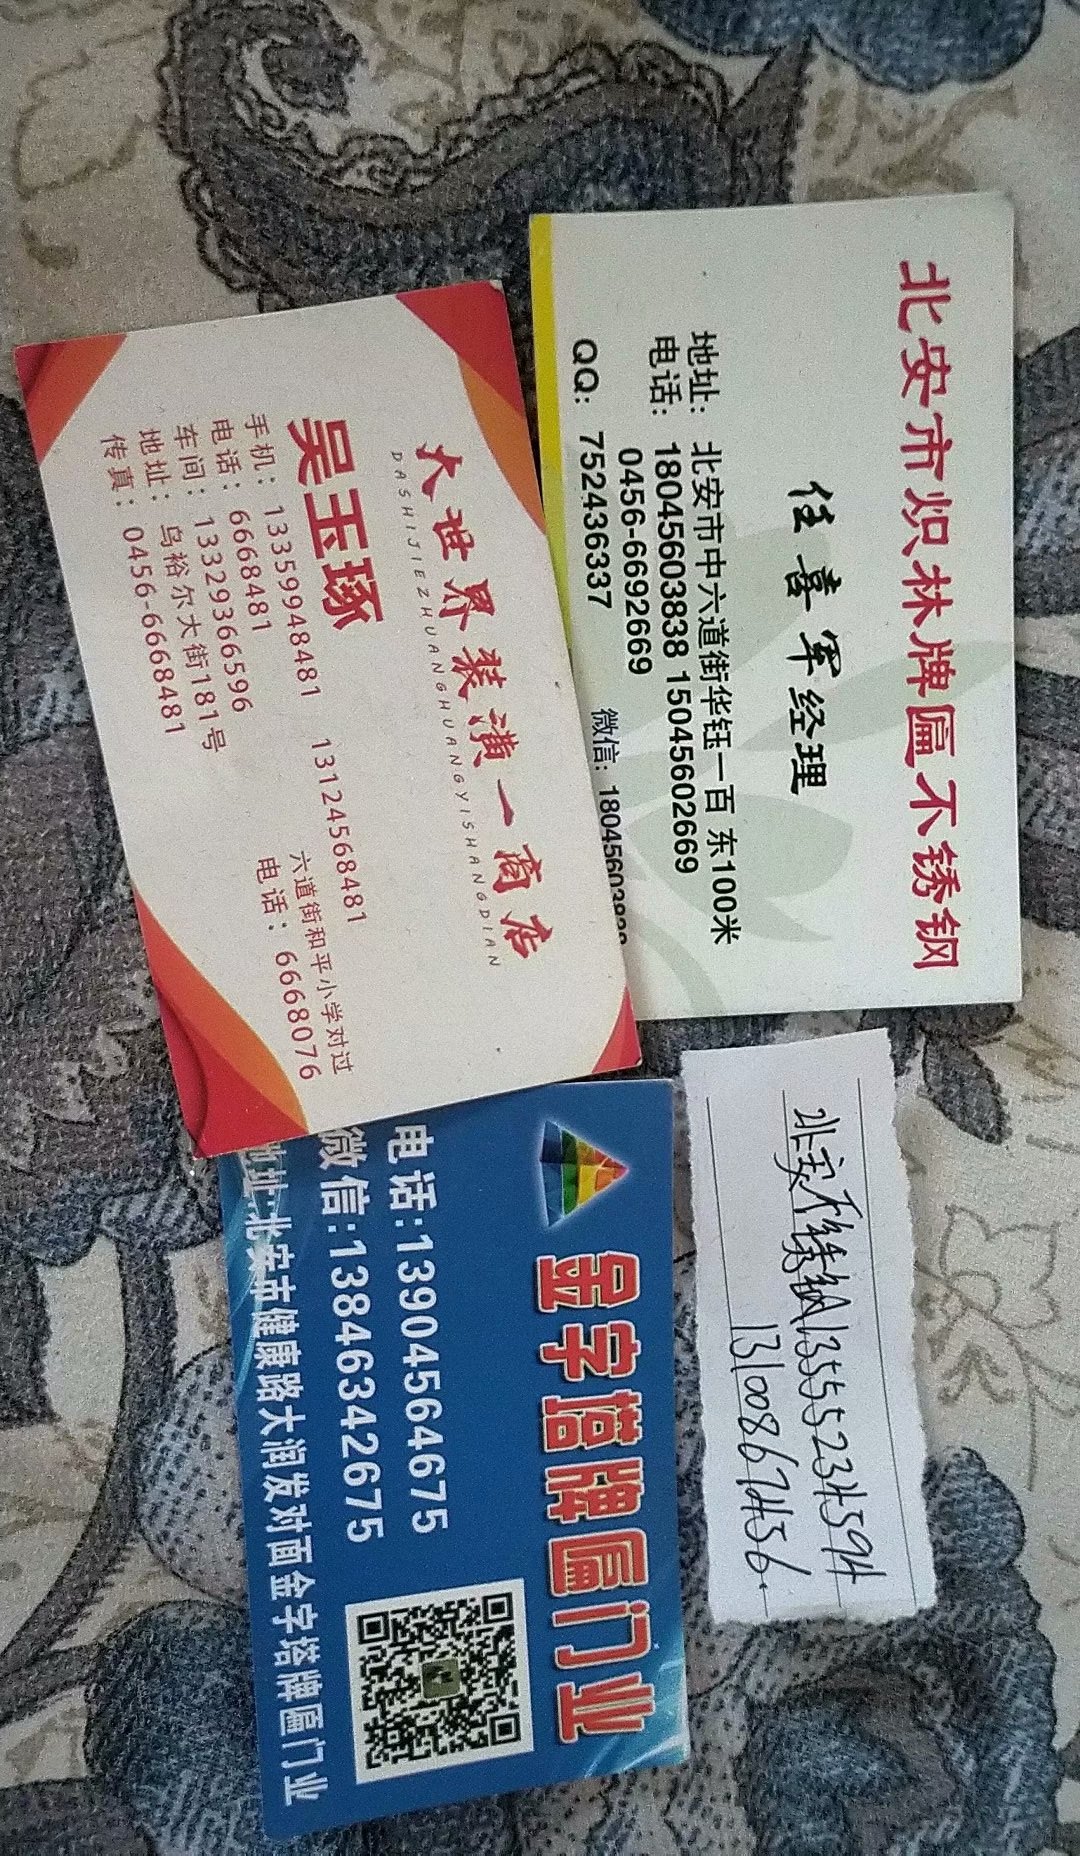 北安市炽林牌匾不锈钢
任喜军经理
地址: 北安市中六道街华钰一百 东100米
电话: 18045603838 15045602669
0456-6692669
QQ: 752436337
微信: 18045603838
大世界装潢一商店
DASHIJIEZHUANGHUANGYISHANGDIAN
吴玉琢
手机: 13359948481 13124568481
电话: 6668481
车间: 13329366596
地址: 乌裕尔大街181号
传真: 0456-6668481
六道街和平小学对过
电话: 6668076
北安不锈钢13555234594
13100867456.
金字塔牌匾门业
电话:13904564675
微信:13846342675
地址:北安市健康路大润发对面金字塔牌匾门业